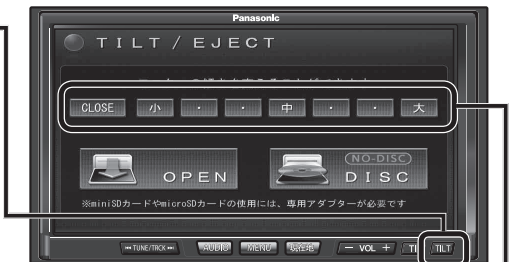 Panasonic
TILT / EJECT
CLOSE 小 ・ ・ 中 ・ ・ 大
OPEN
NO-DISC
DISC
※miniSDカードやmicroSDカードの使用には、専用アダプターが必要です
TUNE/TRCK AUDIO MENU 現在地 － VOL ＋ TILT